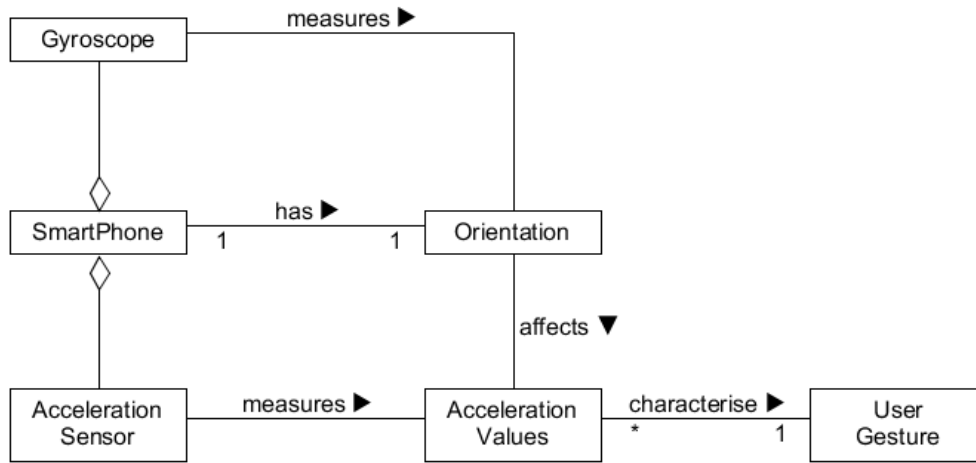 measures ▶
Gyroscope
has ▶
SmartPhone
Orientation
1
1
affects ▼
Acceleration
Sensor
measures ▶
Acceleration
Values
characterise ▶
*
1
User
Gesture